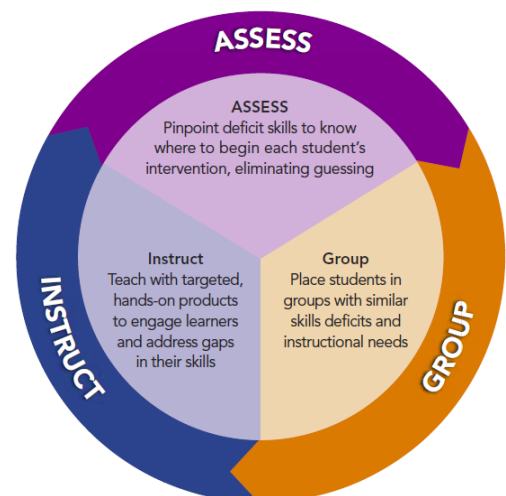 ASSESS
ASSESS
Pinpoint deficit skills to know
where to begin each student's
intervention, eliminating guessing
Instruct
Teach with targeted,
hands-on products
to engage learners
and address gaps
in their skills
Group
Place students in
groups with similar
skills deficits and
instructional needs
INSTRUCT
GROUP